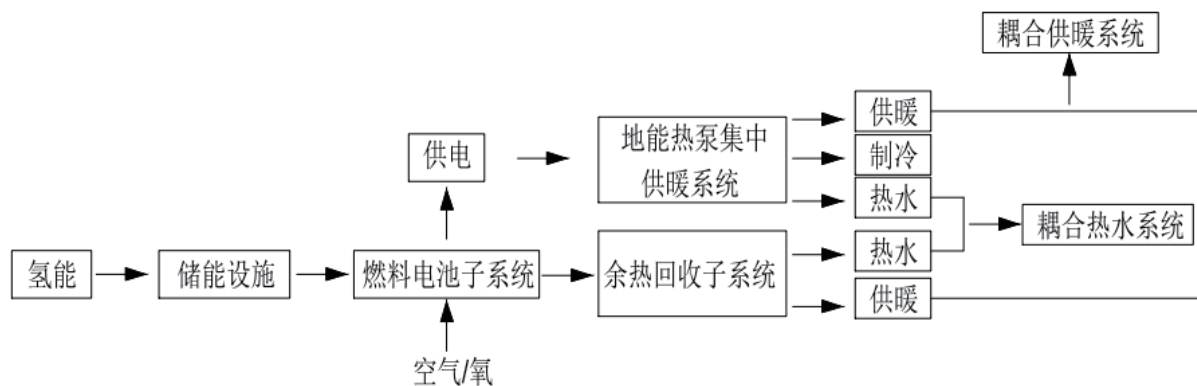 耦合供暖系统
供暖
供电
地能热泵集中
供暖系统
制冷
热水
耦合热水系统
氢能
储能设施
燃料电池子系统
余热回收子系统
热水
供暖
空气/氧